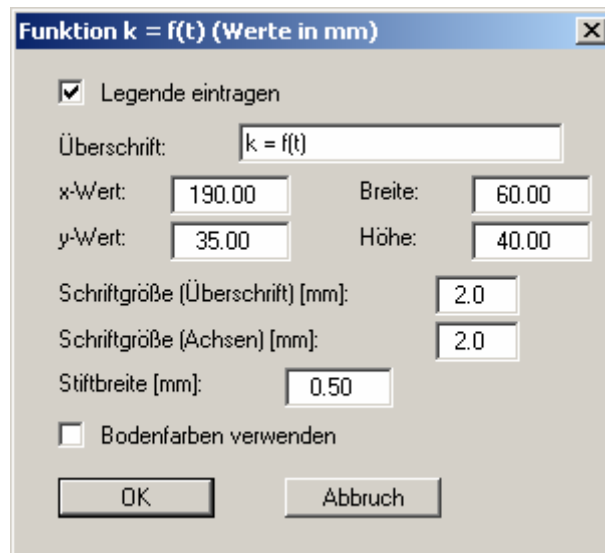 Funktion k = f(t) (Werte in mm)
Legende eintragen
Überschrift: k = f(t)
x-Wert: 190.00 Breite: 60.00
y-Wert: 35.00 Höhe: 40.00
Schriftgröße (Überschrift) [mm]: 2.0
Schriftgröße (Achsen) [mm]: 2.0
Stiftbreite [mm]: 0.50
Bodenfarben verwenden
OK Abbruch